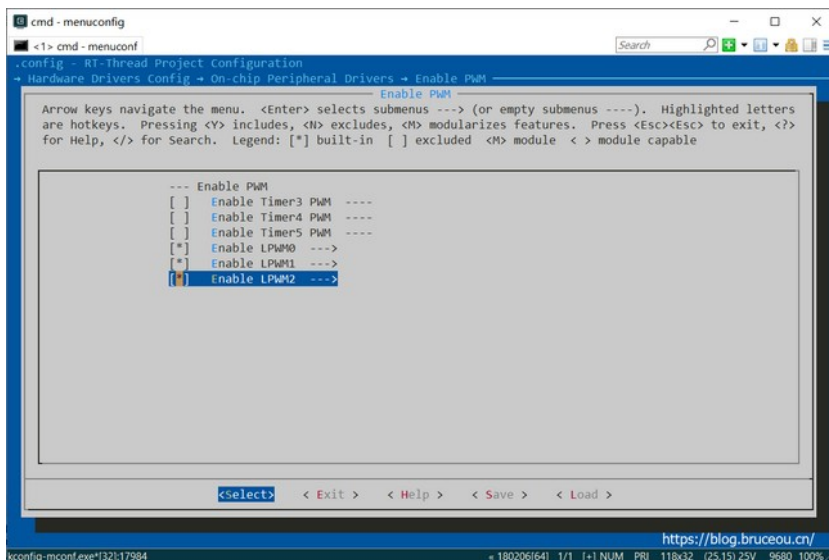 cmd - menuconfig
<1> cmd - menuconf
Search
.config - RT-Thread Project Configuration
→ Hardware Drivers Config → On-chip Peripheral Drivers → Enable PWM
Enable PWM
Arrow keys navigate the menu. <Enter> selects submenus ---> (or empty submenus ----). Highlighted letters
are hotkeys. Pressing <Y> includes, <N> excludes, <M> modularizes features. Press <Esc><Esc> to exit, <?>
for Help, </> for Search. Legend: [*] built-in [ ] excluded <M> module < > module capable
--- Enable PWM
[ ] Enable Timer3 PWM ----
[ ] Enable Timer4 PWM ----
[ ] Enable Timer5 PWM ----
[*] Enable LPWM0 --->
[*] Enable LPWM1 --->
[*] Enable LPWM2 --->
<Select> < Exit > < Help > < Save > < Load >
https://blog.bruceou.cn/
kconfig-mconf.exe*[32]:17984
« 180206[64] 1/1 [+] NUM PRI 118x32 (25,15) 25V 9680 100%